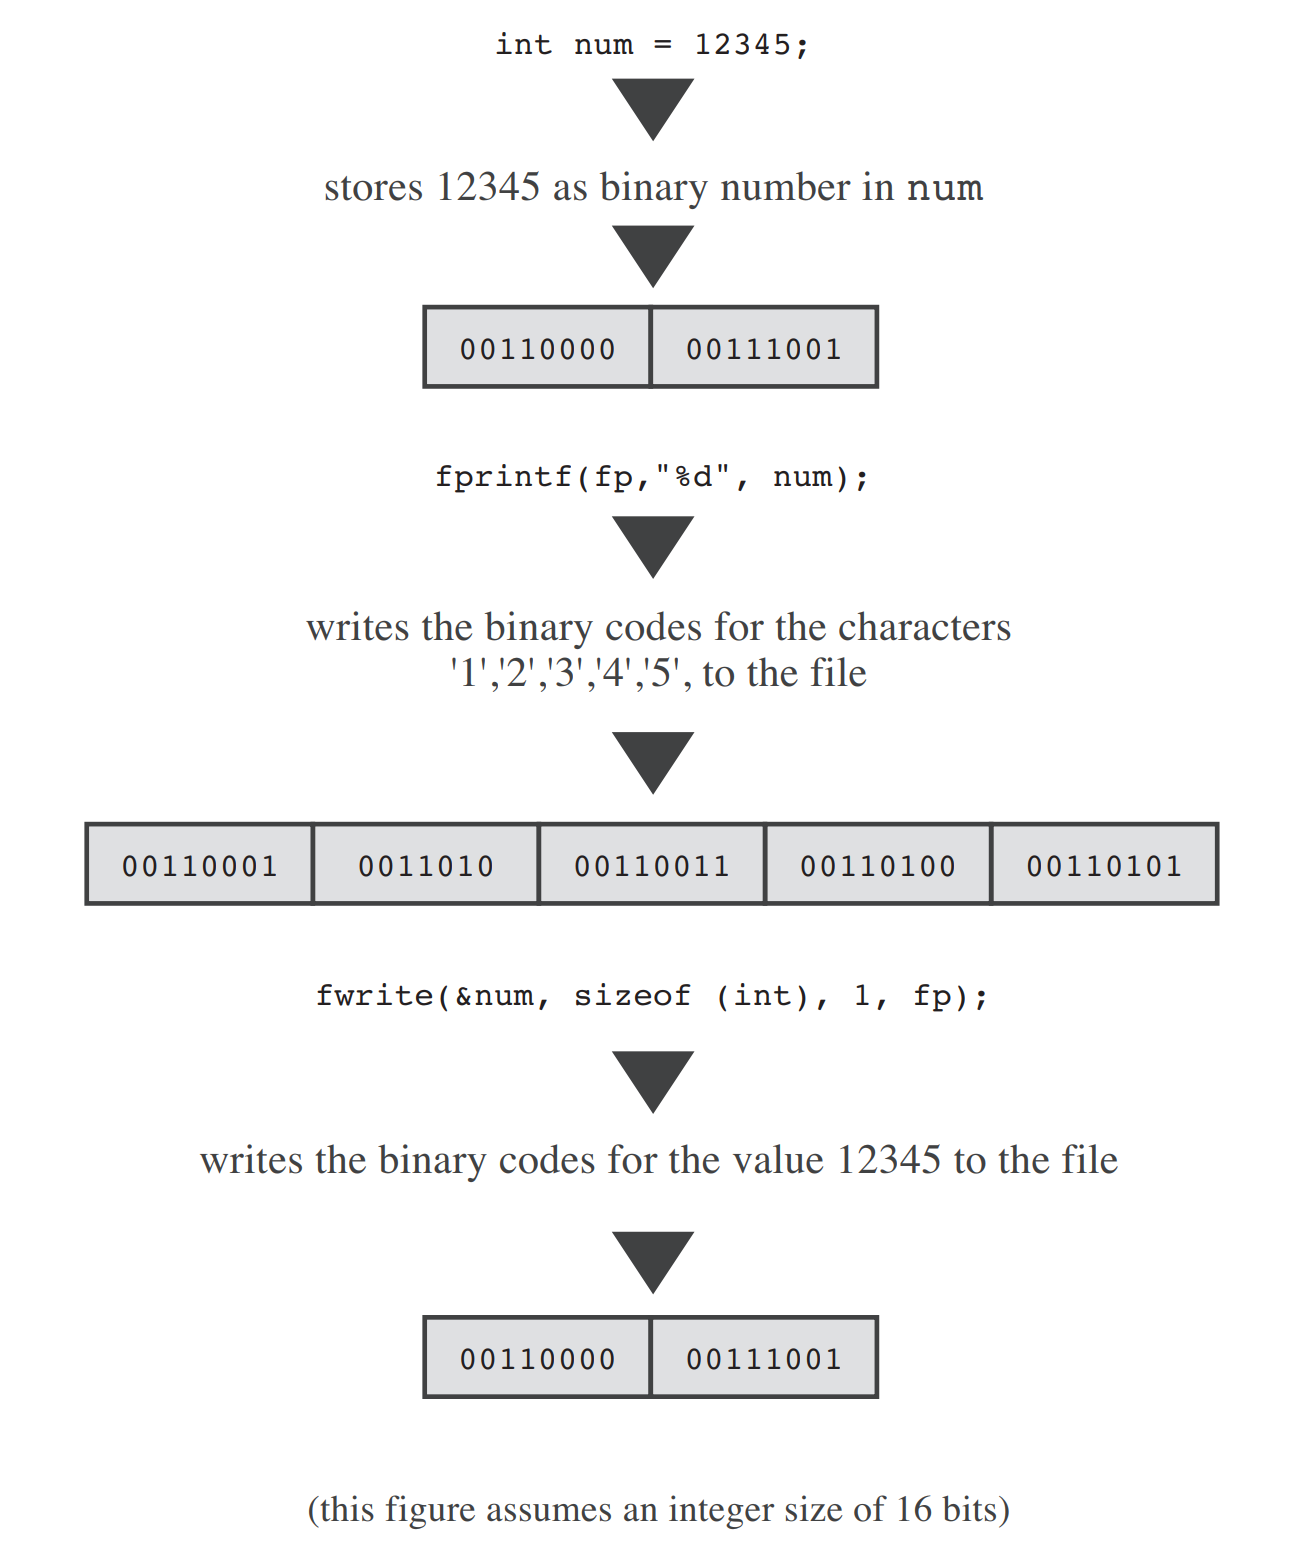 int num = 12345;
stores 12345 as binary number in num
00110000 00111001
fprintf(fp,"%d", num);
writes the binary codes for the characters
'1','2','3','4','5', to the file
00110001 0011010 00110011 00110100 00110101
fwrite(&num, sizeof (int), 1, fp);
writes the binary codes for the value 12345 to the file
00110000 00111001
(this figure assumes an integer size of 16 bits)